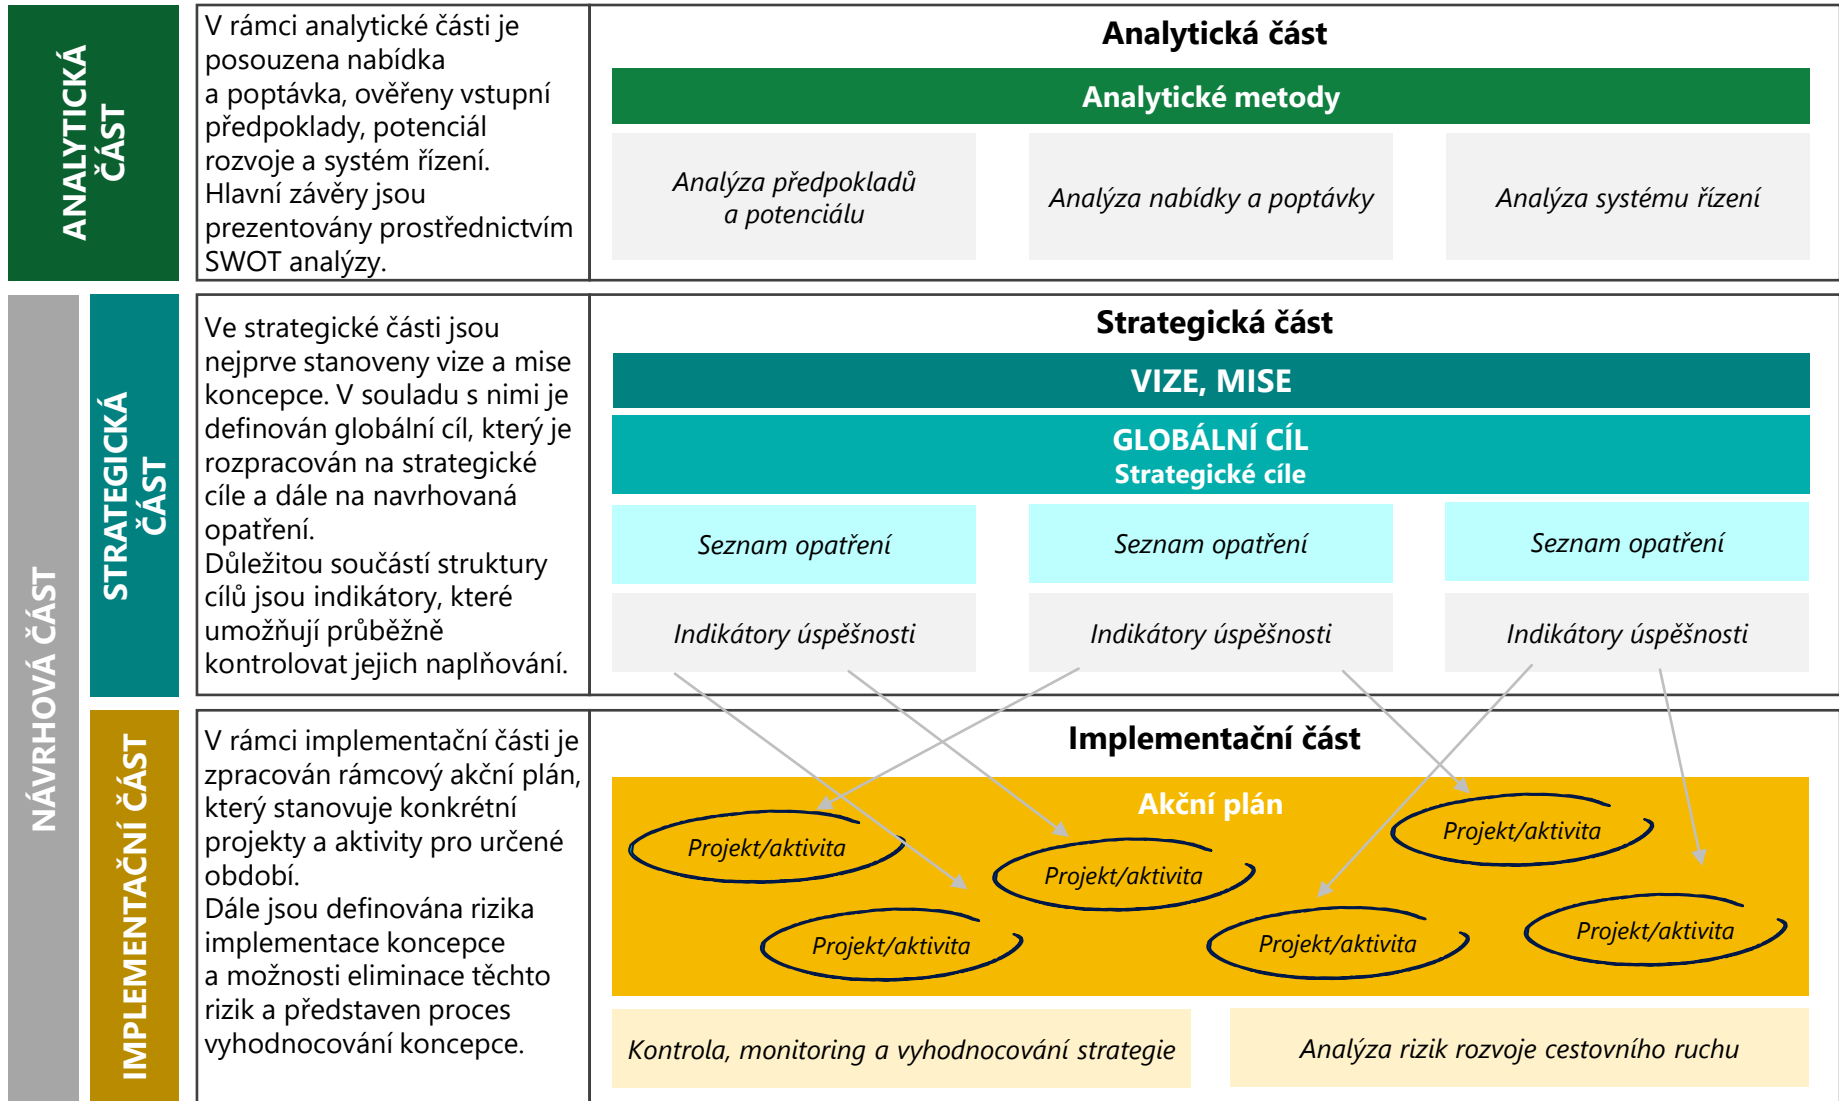 ANALYTICKÁ
ČÁST
V rámci analytické části je
posouzena nabídka
a poptávka, ověřeny vstupní
předpoklady, potenciál
rozvoje a systém řízení.
Hlavní závěry jsou
prezentovány prostřednictvím
SWOT analýzy.
Analytická část
Analytické metody
Analýza předpokladů
a potenciálu
Analýza nabídky a poptávky
Analýza systému řízení
NÁVRHOVÁ ČÁST
STRATEGICKÁ
ČÁST
Ve strategické části jsou
nejprve stanoveny vize a mise
koncepce. V souladu s nimi je
definován globální cíl, který je
rozpracován na strategické
cíle a dále na navrhovaná
opatření.
Důležitou součástí struktury
cílů jsou indikátory, které
umožňují průběžně
kontrolovat jejich naplňování.
Strategická část
VIZE, MISE
GLOBÁLNÍ CÍL
Strategické cíle
Seznam opatření
Seznam opatření
Seznam opatření
Indikátory úspěšnosti
Indikátory úspěšnosti
Indikátory úspěšnosti
IMPLEMENTAČNÍ ČÁST
V rámci implementační části je
zpracován rámcový akční plán,
který stanovuje konkrétní
projekty a aktivity pro určené
období.
Dále jsou definována rizika
implementace koncepce
a možnosti eliminace těchto
rizik a představen proces
vyhodnocování koncepce.
Implementační část
Akční plán
Projekt/aktivita
Projekt/aktivita
Projekt/aktivita
Projekt/aktivita
Projekt/aktivita
Projekt/aktivita
Kontrola, monitoring a vyhodnocování strategie
Analýza rizik rozvoje cestovního ruchu